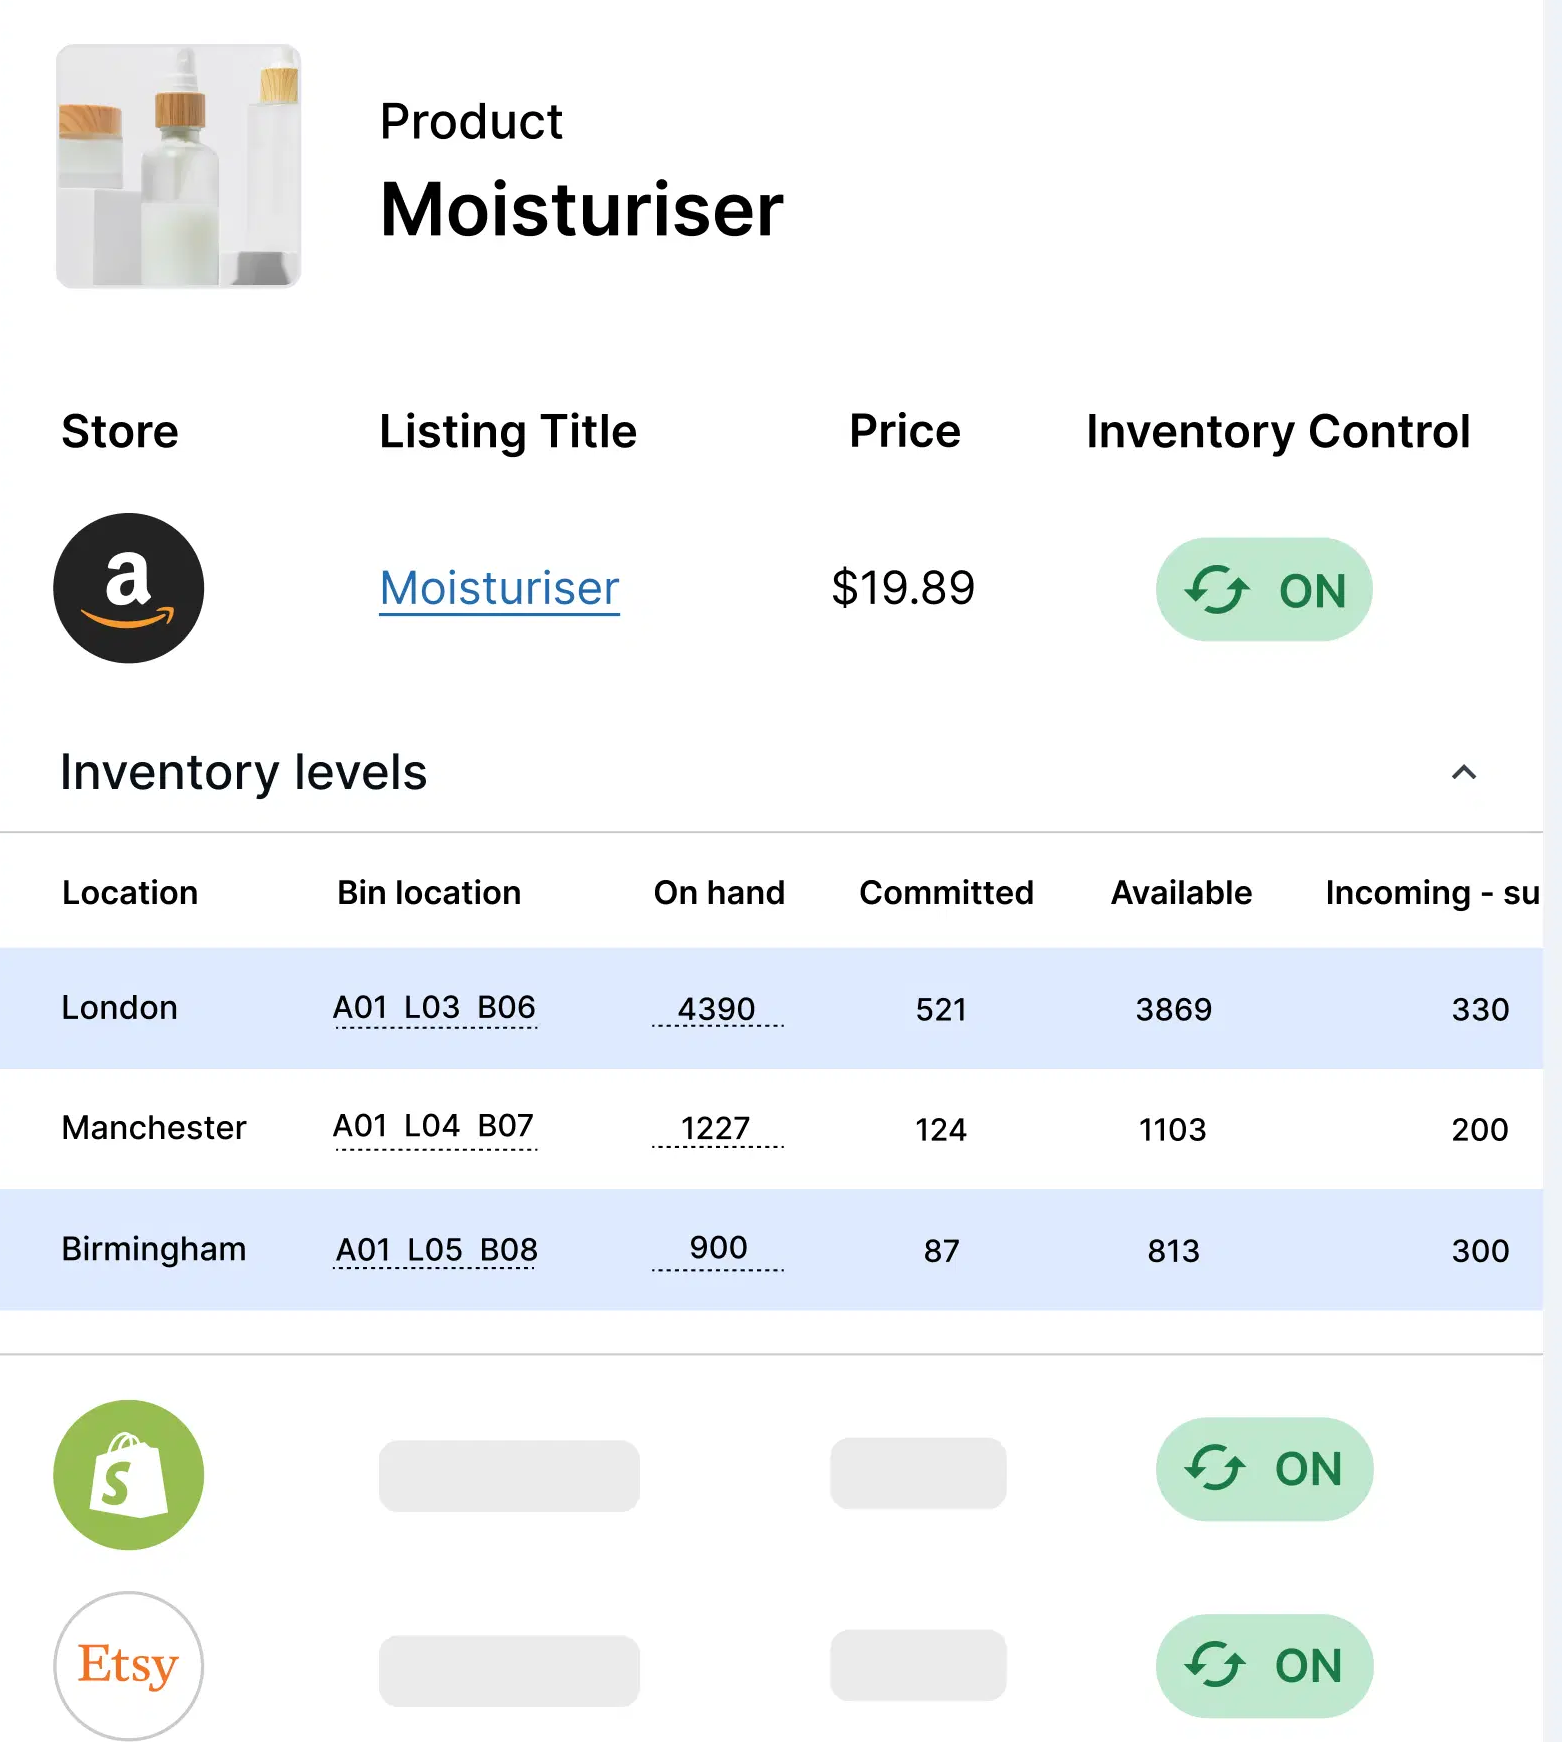 Product
Moisturiser
Store Listing Title Price Inventory Control
a Moisturiser $19.89 ON
Inventory levels
Location Bin location On hand Committed Available Incoming - su
London A01 L03 B06 4390 521 3869 330
Manchester A01 L04 B07 1227 124 1103 200
Birmingham A01 L05 B08 900 87 813 300
S ON
Etsy ON